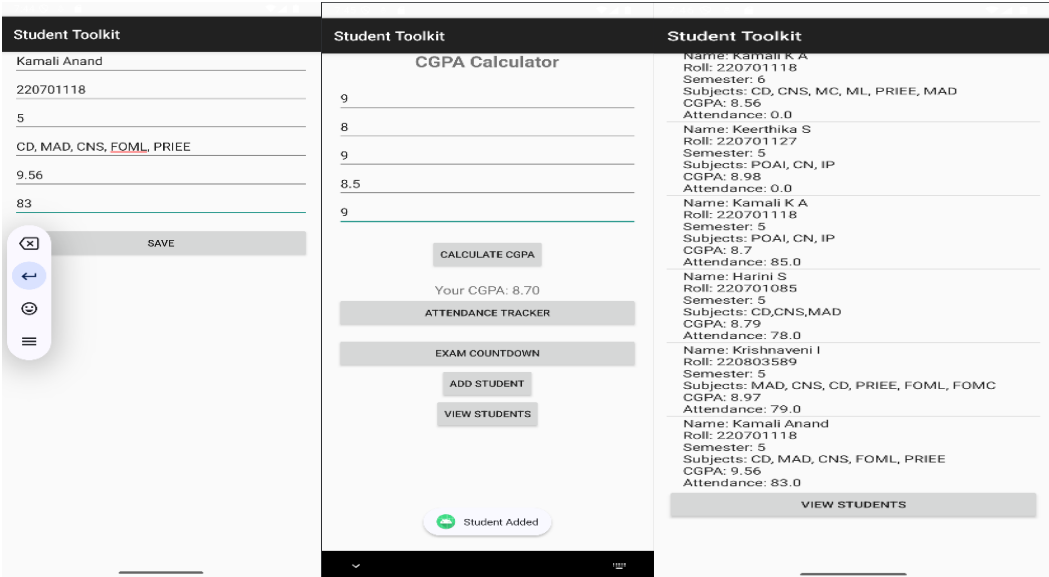 Student Toolkit
Kamali Anand
220701118
5
CD, MAD, CNS, FOML, PRIEE
9.56
83
SAVE
Student Toolkit
CGPA Calculator
9
8
9
8.5
9
CALCULATE CGPA
Your CGPA: 8.70
ATTENDANCE TRACKER
EXAM COUNTDOWN
ADD STUDENT
VIEW STUDENTS
Student Added
Student Toolkit
Name: Kamali K A
Roll: 220701118
Semester: 6
Subjects: CD, CNS, MC, ML, PRIEE, MAD
CGPA: 8.56
Attendance: 0.0
Name: Keerthika S
Roll: 220701127
Semester: 5
Subjects: POAI, CN, IP
CGPA: 8.98
Attendance: 0.0
Name: Kamali K A
Roll: 220701118
Semester: 5
Subjects: POAI, CN, IP
CGPA: 8.7
Attendance: 85.0
Name: Harini S
Roll: 220701085
Semester: 5
Subjects: CD,CNS,MAD
CGPA: 8.79
Attendance: 78.0
Name: Krishnaveni I
Roll: 220803589
Semester: 5
Subjects: MAD, CNS, CD, PRIEE, FOML, FOMC
CGPA: 8.97
Attendance: 79.0
Name: Kamali Anand
Roll: 220701118
Semester: 5
Subjects: CD, MAD, CNS, FOML, PRIEE
CGPA: 9.56
Attendance: 83.0
VIEW STUDENTS